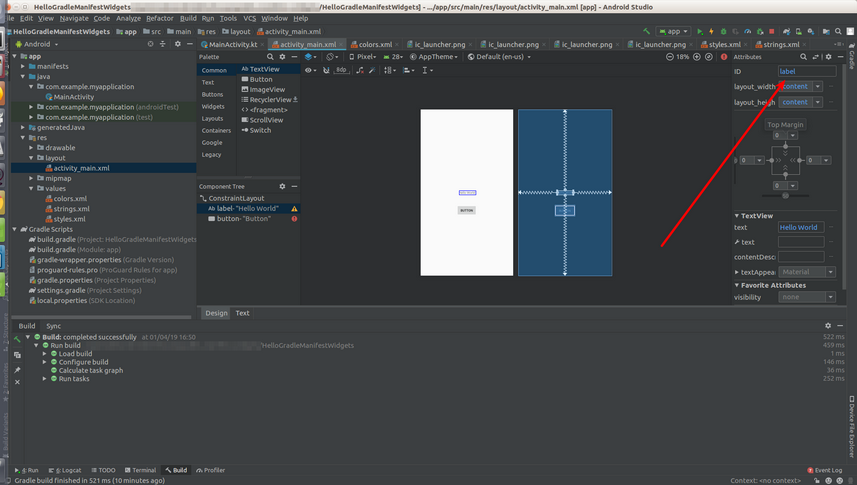 HelloGradleManifestWidgets [
/HelloGradleManifestWidgets] - .../app/src/main/res/layout/activity_main.xml [app] - Android Studio
File Edit View Navigate Code Analyze Refactor Build Run Tools VCS Window Help
HelloGradleManifestWidgets app src main res layout activity_main.xml
app
Android
MainActivity.kt activity_main.xml colors.xml ic_launcher.png ic_launcher.png ic_launcher.png ic_launcher.png styles.xml strings.xml
Gradle
app
manifests
java
com.example.myapplication
MainActivity
com.example.myapplication (androidTest)
com.example.myapplication (test)
generatedJava
res
drawable
layout
activity_main.xml
mipmap
values
colors.xml
strings.xml
styles.xml
Gradle Scripts
build.gradle (Project: HelloGradleManifestWidgets
build.gradle (Module: app)
gradle-wrapper.properties (Gradle Version)
proguard-rules.pro (ProGuard Rules for app)
gradle.properties (Project Properties)
settings.gradle (Project Settings)
local.properties (SDK Location)
Palette
Common
Text
Buttons
Widgets
Layouts
Containers
Google
Legacy
Ab TextView
Button
ImageView
RecyclerView
<> <fragment>
ScrollView
Switch
Component Tree
ConstraintLayout
Ab label- "Hello World"
button- "Button"
Pixel 28 AppTheme Default (en-us) 18%
8dp
BUTTON
Design Text
Attributes
ID label
layout_width content
layout_heigh content
Top Margin
0
0
0
0
TextView
text Hello World
text
contentDescri
textAppear Material
Favorite Attributes
visibility none
Build Sync
Build: completed successfully at 01/04/19 16:50 522 ms
Run build /HelloGradleManifestWidgets 459 ms
Load build 1 ms
Configure build 146 ms
Calculate task graph 36 ms
Run tasks 252 ms
Build Variants
Device File Explorer
4: Run 6: Logcat TODO Terminal Build Profiler Event Log
Gradle build finished in 521 ms (10 minutes ago) Context: <no context>